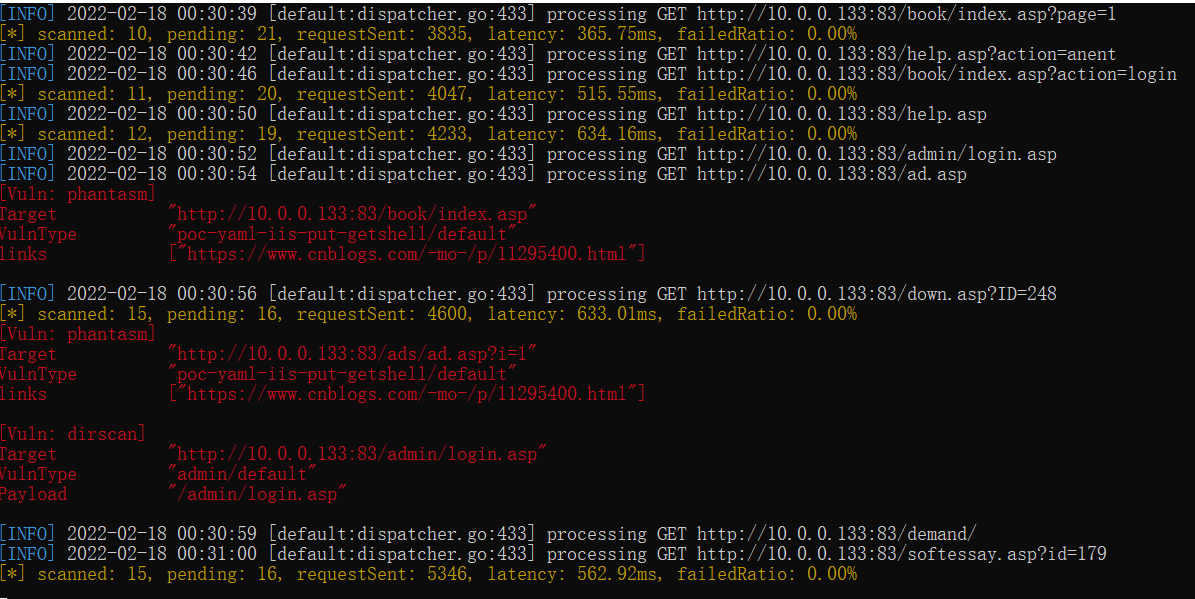 [INFO] 2022-02-18 00:30:39 [default:dispatcher.go:433] processing GET http://10.0.0.133:83/book/index.asp?page=1
[*] scanned: 10, pending: 21, requestSent: 3835, latency: 365.75ms, failedRatio: 0.00%
[INFO] 2022-02-18 00:30:42 [default:dispatcher.go:433] processing GET http://10.0.0.133:83/help.asp?action=anent
[INFO] 2022-02-18 00:30:46 [default:dispatcher.go:433] processing GET http://10.0.0.133:83/book/index.asp?action=login
[*] scanned: 11, pending: 20, requestSent: 4047, latency: 515.55ms, failedRatio: 0.00%
[INFO] 2022-02-18 00:30:50 [default:dispatcher.go:433] processing GET http://10.0.0.133:83/help.asp
[*] scanned: 12, pending: 19, requestSent: 4233, latency: 634.16ms, failedRatio: 0.00%
[INFO] 2022-02-18 00:30:52 [default:dispatcher.go:433] processing GET http://10.0.0.133:83/admin/login.asp
[INFO] 2022-02-18 00:30:54 [default:dispatcher.go:433] processing GET http://10.0.0.133:83/ad.asp
[Vuln: phantasm]
Target "http://10.0.0.133:83/book/index.asp"
VulnType "poc-yaml-iis-put-getshell/default"
links ["https://www.cnblogs.com/-mo-/p/11295400.html"]
[INFO] 2022-02-18 00:30:56 [default:dispatcher.go:433] processing GET http://10.0.0.133:83/down.asp?ID=248
[*] scanned: 15, pending: 16, requestSent: 4600, latency: 633.01ms, failedRatio: 0.00%
[Vuln: phantasm]
Target "http://10.0.0.133:83/ads/ad.asp?i=1"
VulnType "poc-yaml-iis-put-getshell/default"
links ["https://www.cnblogs.com/-mo-/p/11295400.html"]
[Vuln: dirscan]
Target "http://10.0.0.133:83/admin/login.asp"
VulnType "admin/default"
Payload "/admin/login.asp"
[INFO] 2022-02-18 00:30:59 [default:dispatcher.go:433] processing GET http://10.0.0.133:83/demand/
[INFO] 2022-02-18 00:31:00 [default:dispatcher.go:433] processing GET http://10.0.0.133:83/softessay.asp?id=179
[*] scanned: 15, pending: 16, requestSent: 5346, latency: 562.92ms, failedRatio: 0.00%